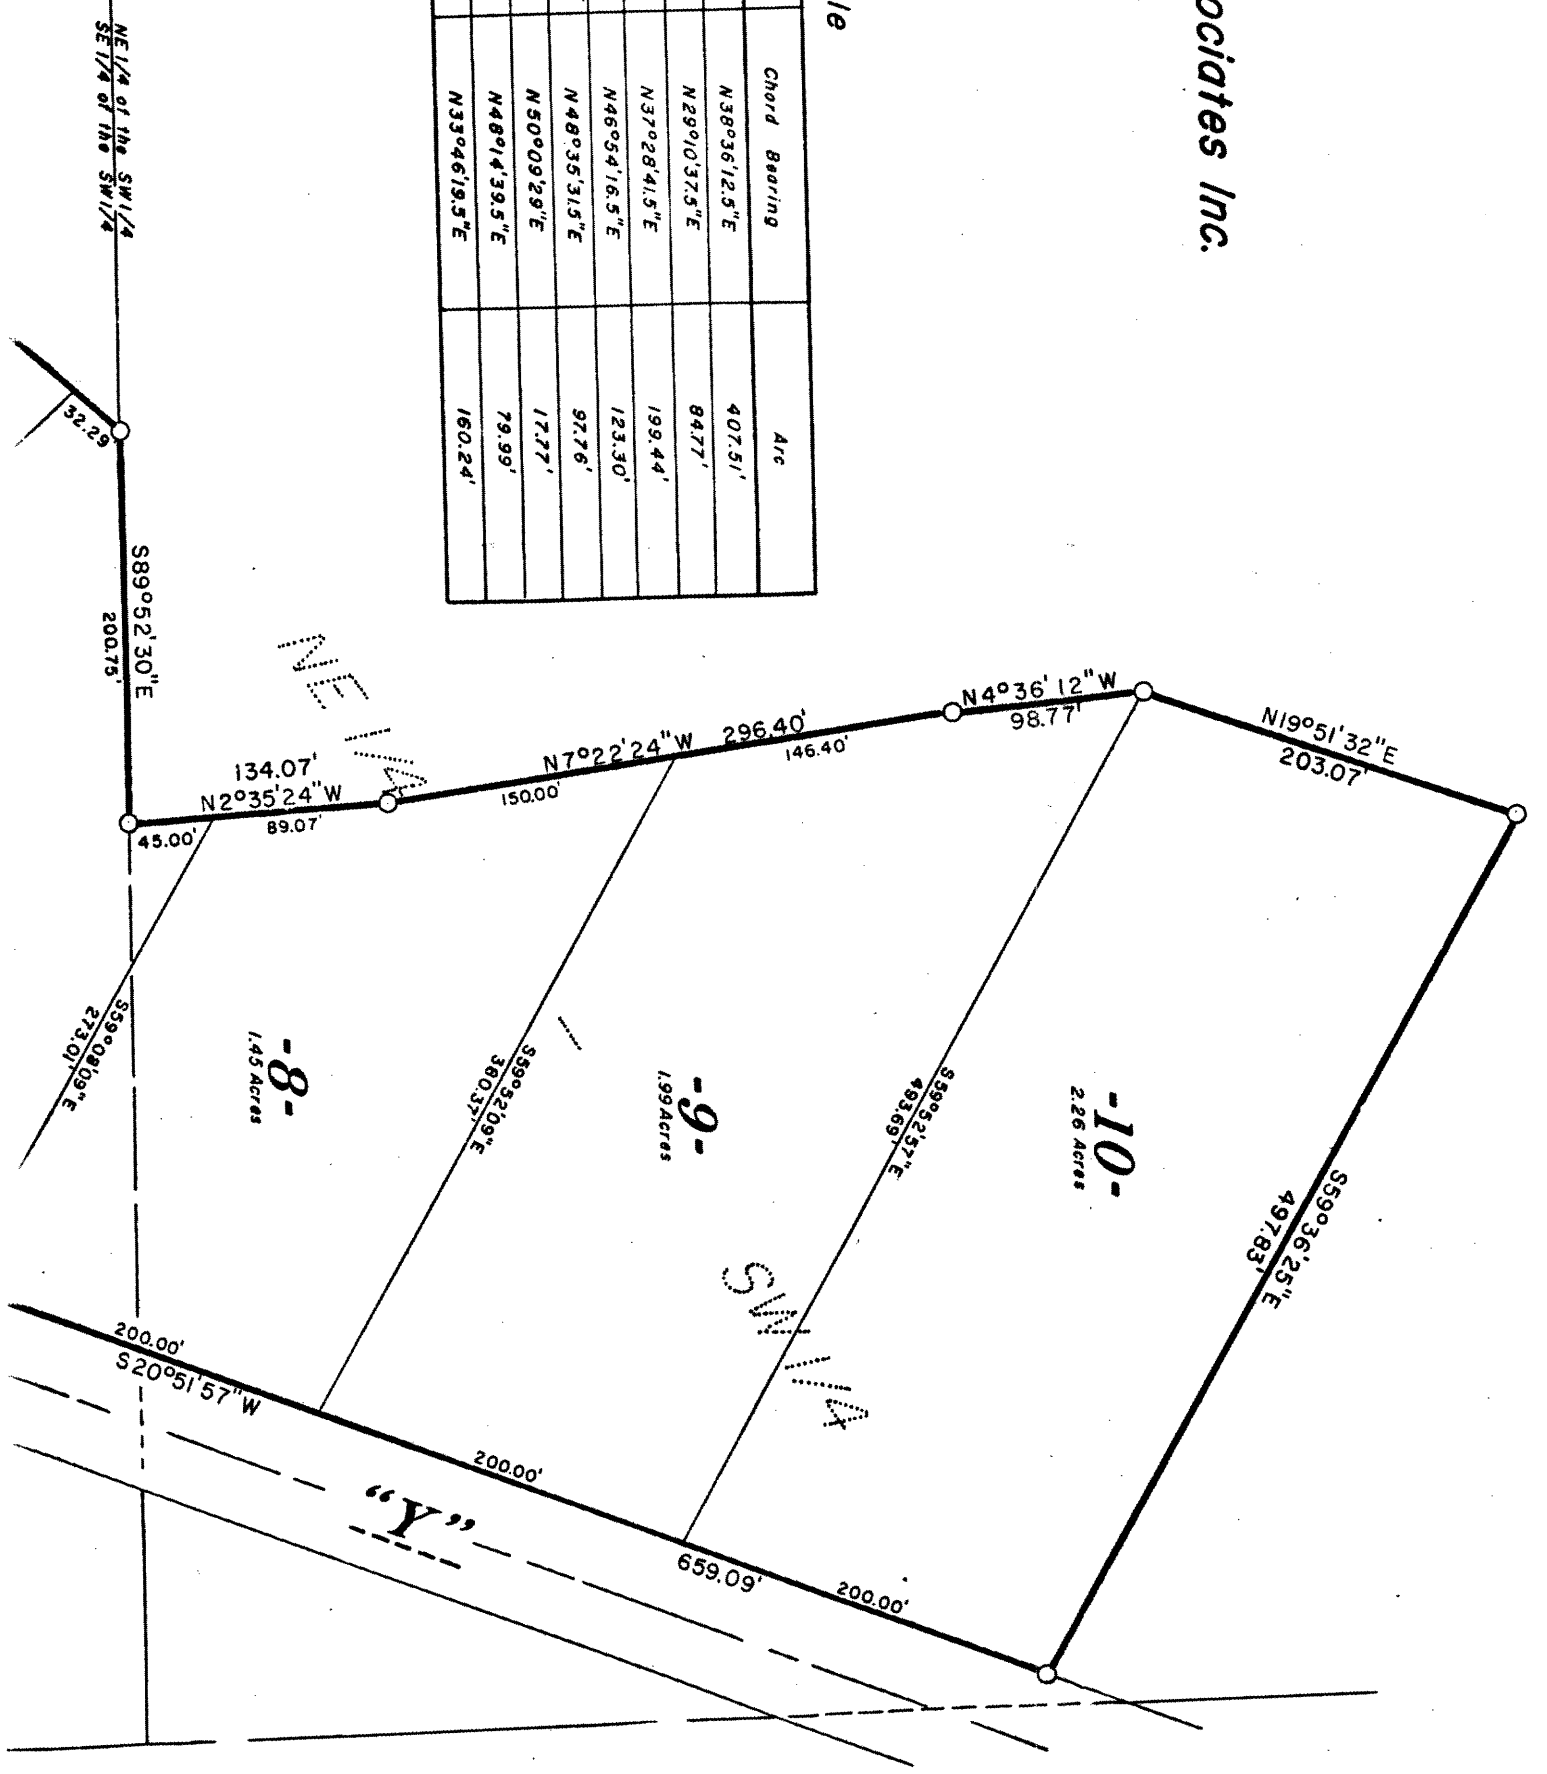 ociates Inc.
le
Chord Bearing
Arc
N38°36'12.5"E 407.51'
N29°10'37.5"E 84.77'
N37°28'41.5"E 199.44'
N46°54'16.5"E 123.30'
N48°35'31.5"E 97.76'
N50°09'29"E 17.77'
N48°14'39.5"E 79.99'
N33°46'19.5"E 160.24'
NE 1/4 of the SW 1/4
SE 1/4 of the SW 1/4
32.29
S89°52'30"E
200.75'
NE 1/4
134.07'
N2°35'24"W
45.00'
89.07'
N7°22'24"W
296.40'
150.00'
146.40'
N4°36'12"W
98.77'
N19°51'32"E
203.07'
S59°08'09"E
273.01'
-8-
1.45 Acres
S59°52'09"E
380.37'
-9-
1.99 Acres
S59°52'57"E
493.69'
-10-
2.26 Acres
S59°36'25"E
497.83'
SW 1/4
200.00'
S20°51'57"W
200.00'
659.09'
200.00'
"Y"